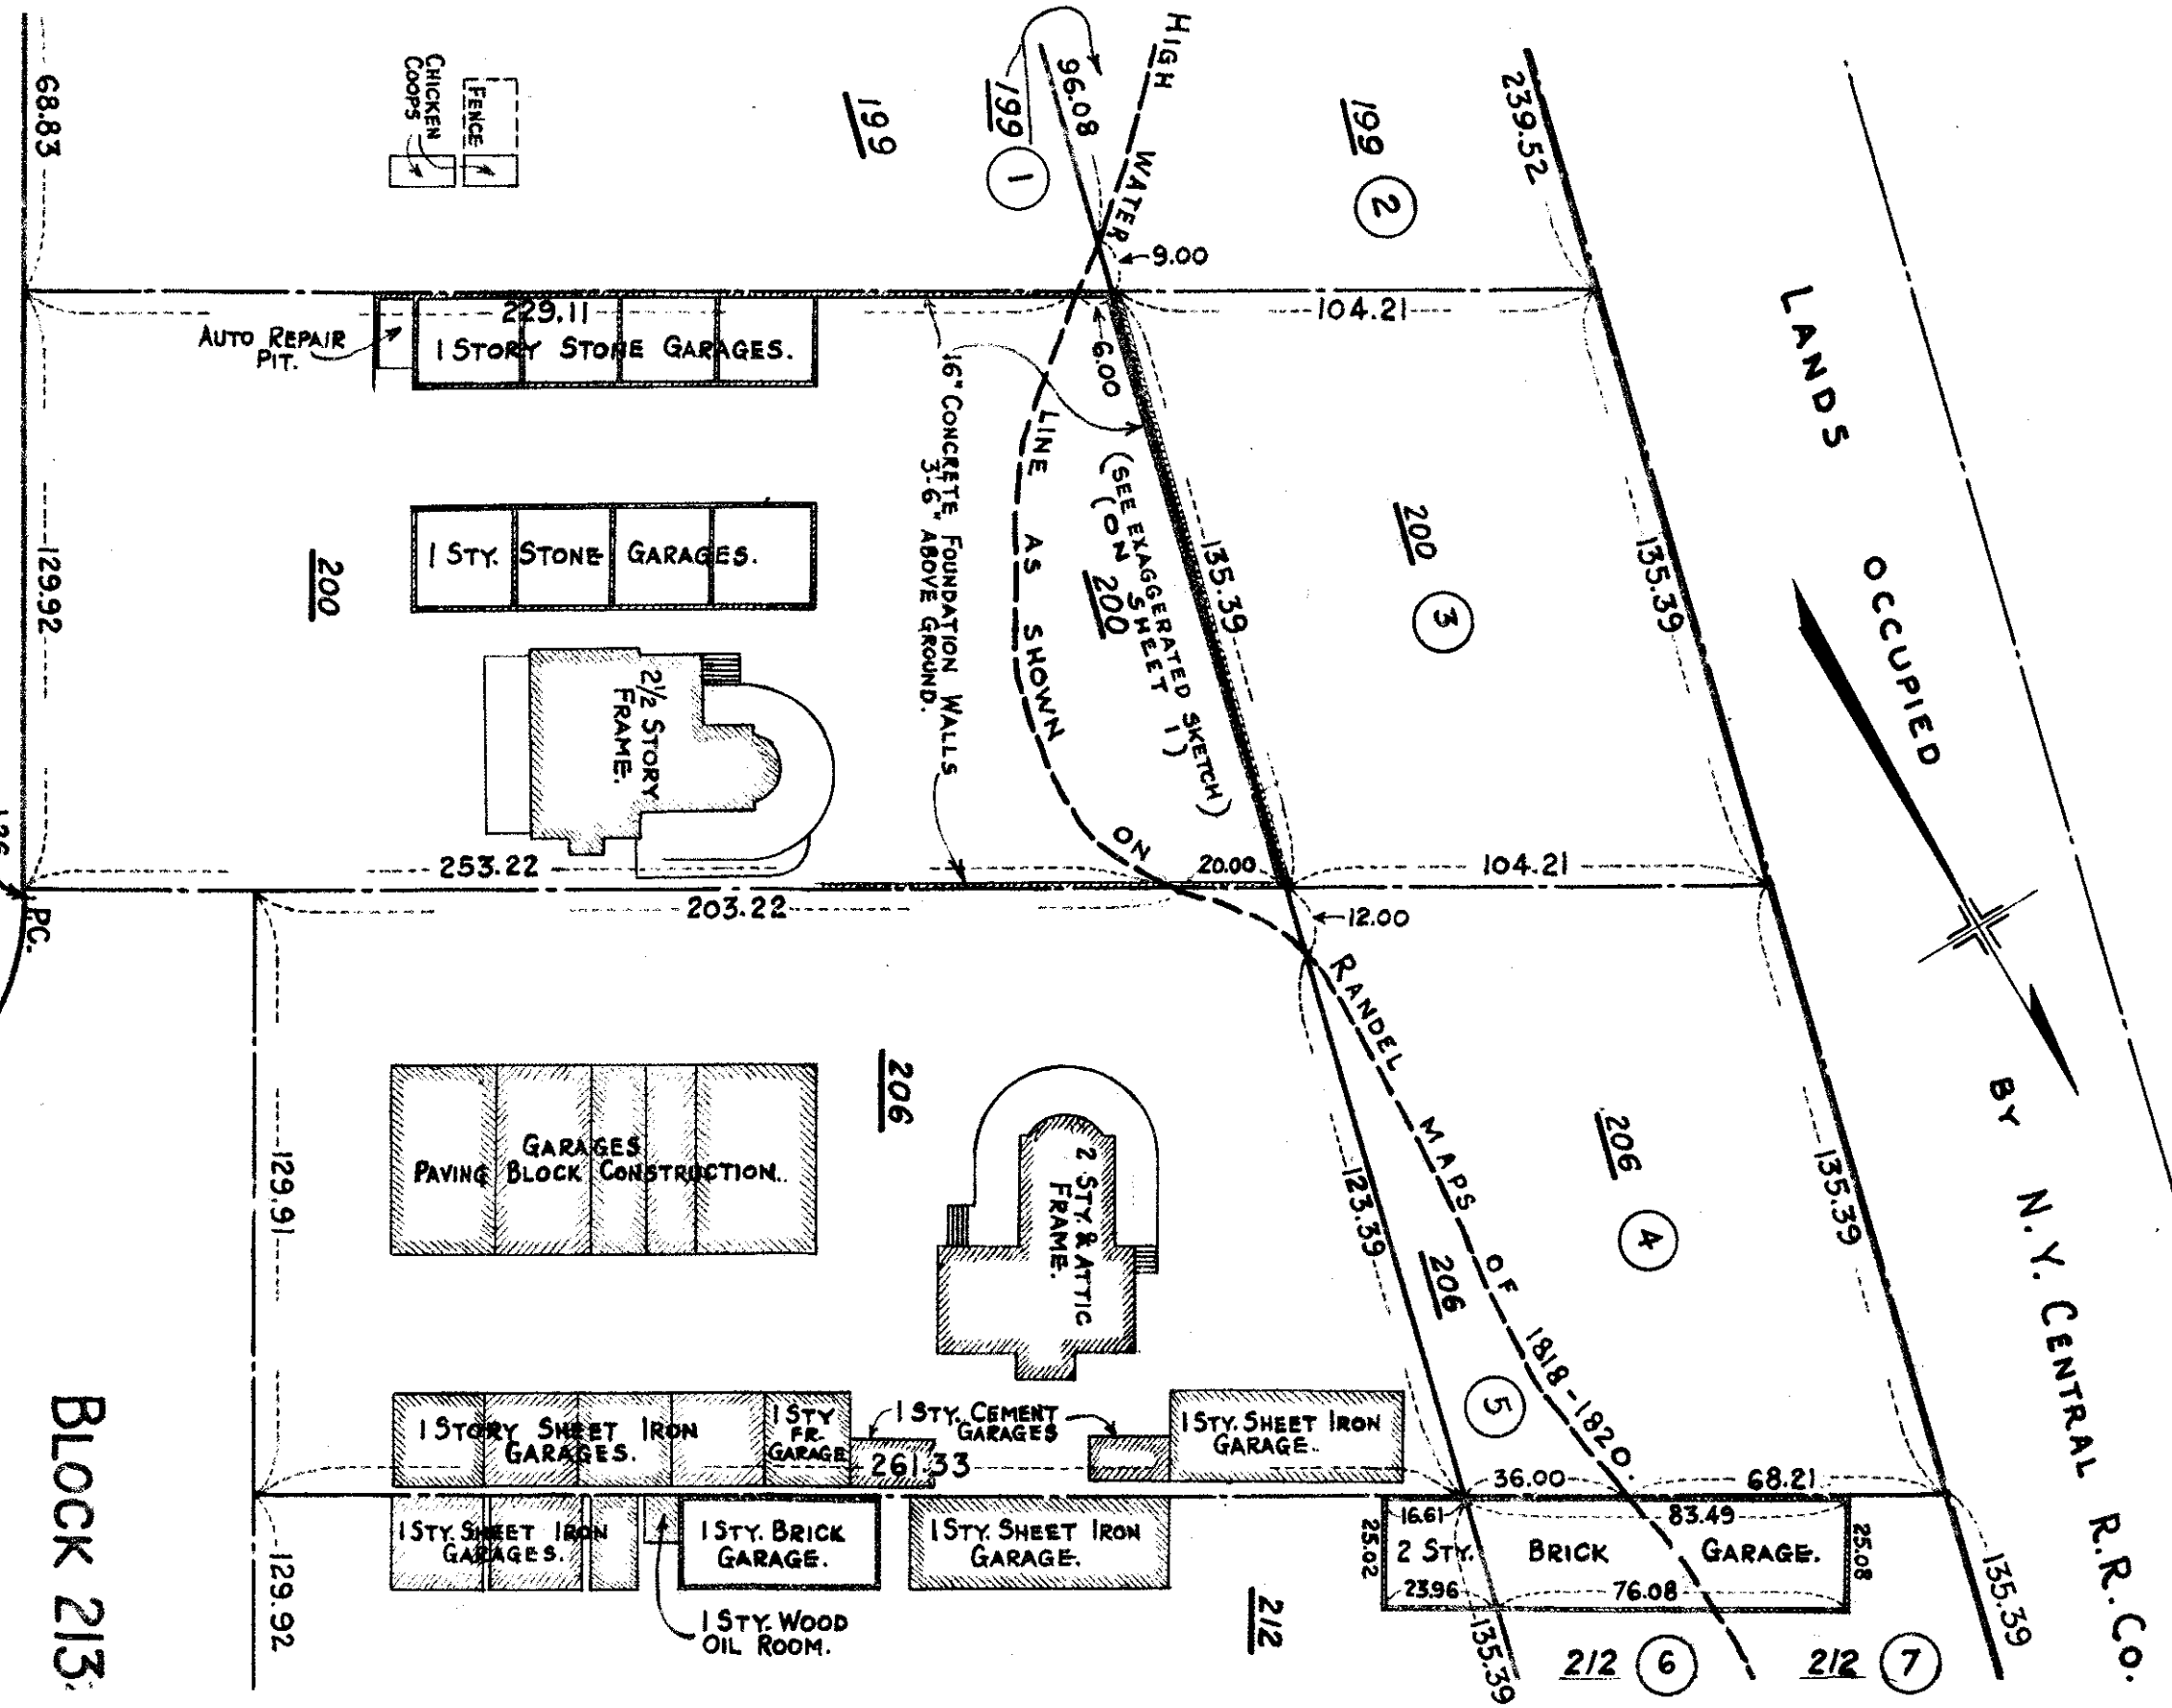 HIGH WATER LINE AS SHOWN ON RANDEL MAPS OF 1818-1820.
LANDS OCCUPIED BY N.Y. CENTRAL R.R. CO.
68.83
CHICKEN
COOPS
FENCE
199
199 1
96.08
199 2
239.52
9.00
229.11
6.00
104.21
AUTO REPAIR
PIT.
1 STORY STONE GARAGES.
16" CONCRETE FOUNDATION WALLS
3'-6" ABOVE GROUND.
(SEE EXAGGERATED SKETCH)
(ON SHEET 1)
135.39
135.39
129.92
200
1 STY. STONE GARAGES.
200
200 3
2½ STORY
FRAME.
253.22
20.00
104.21
203.22
12.00
P.C.
129.91
GARAGES
PAVING BLOCK CONSTRUCTION..
206
2 STY. & ATTIC
FRAME.
123.39
206
5
206 4
135.39
1 STORY SHEET IRON
GARAGES.
1 STY
FR.
GARAGE
1 STY. CEMENT
GARAGES
1 STY. SHEET IRON
GARAGE..
261.33
36.00
68.21
1 STY. SHEET IRON
GARAGES.
1 STY. BRICK
GARAGE.
1 STY. SHEET IRON
GARAGE.
16.61
83.49
25.02
2 STY. BRICK GARAGE.
25.08
23.96
76.08
1 STY. WOOD
OIL ROOM.
129.92
212
135.39
212 6
212 7
135.39
BLOCK 213